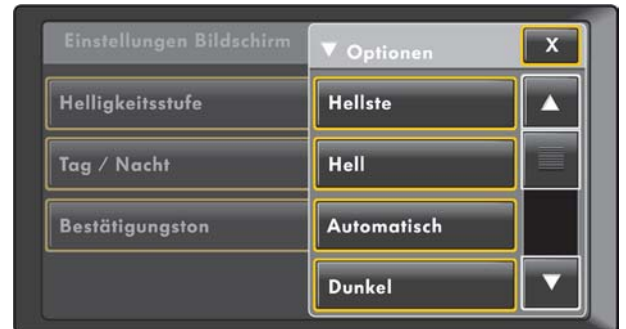 Einstellungen Bildschirm
Helligkeitsstufe
Tag / Nacht
Bestätigungston
Optionen
X
Hellste
Hell
Automatisch
Dunkel